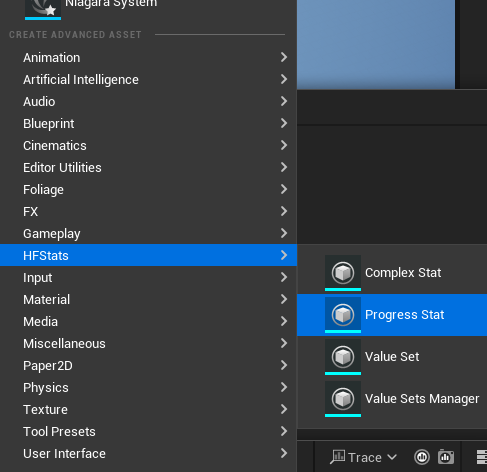 Niagara System
CREATE ADVANCED ASSET
Animation
Artificial Intelligence
Audio
Blueprint
Cinematics
Editor Utilities
Foliage
FX
Gameplay
HFStats
Input
Material
Media
Miscellaneous
Paper2D
Physics
Texture
Tool Presets
User Interface
Complex Stat
Progress Stat
Value Set
Value Sets Manager
Trace